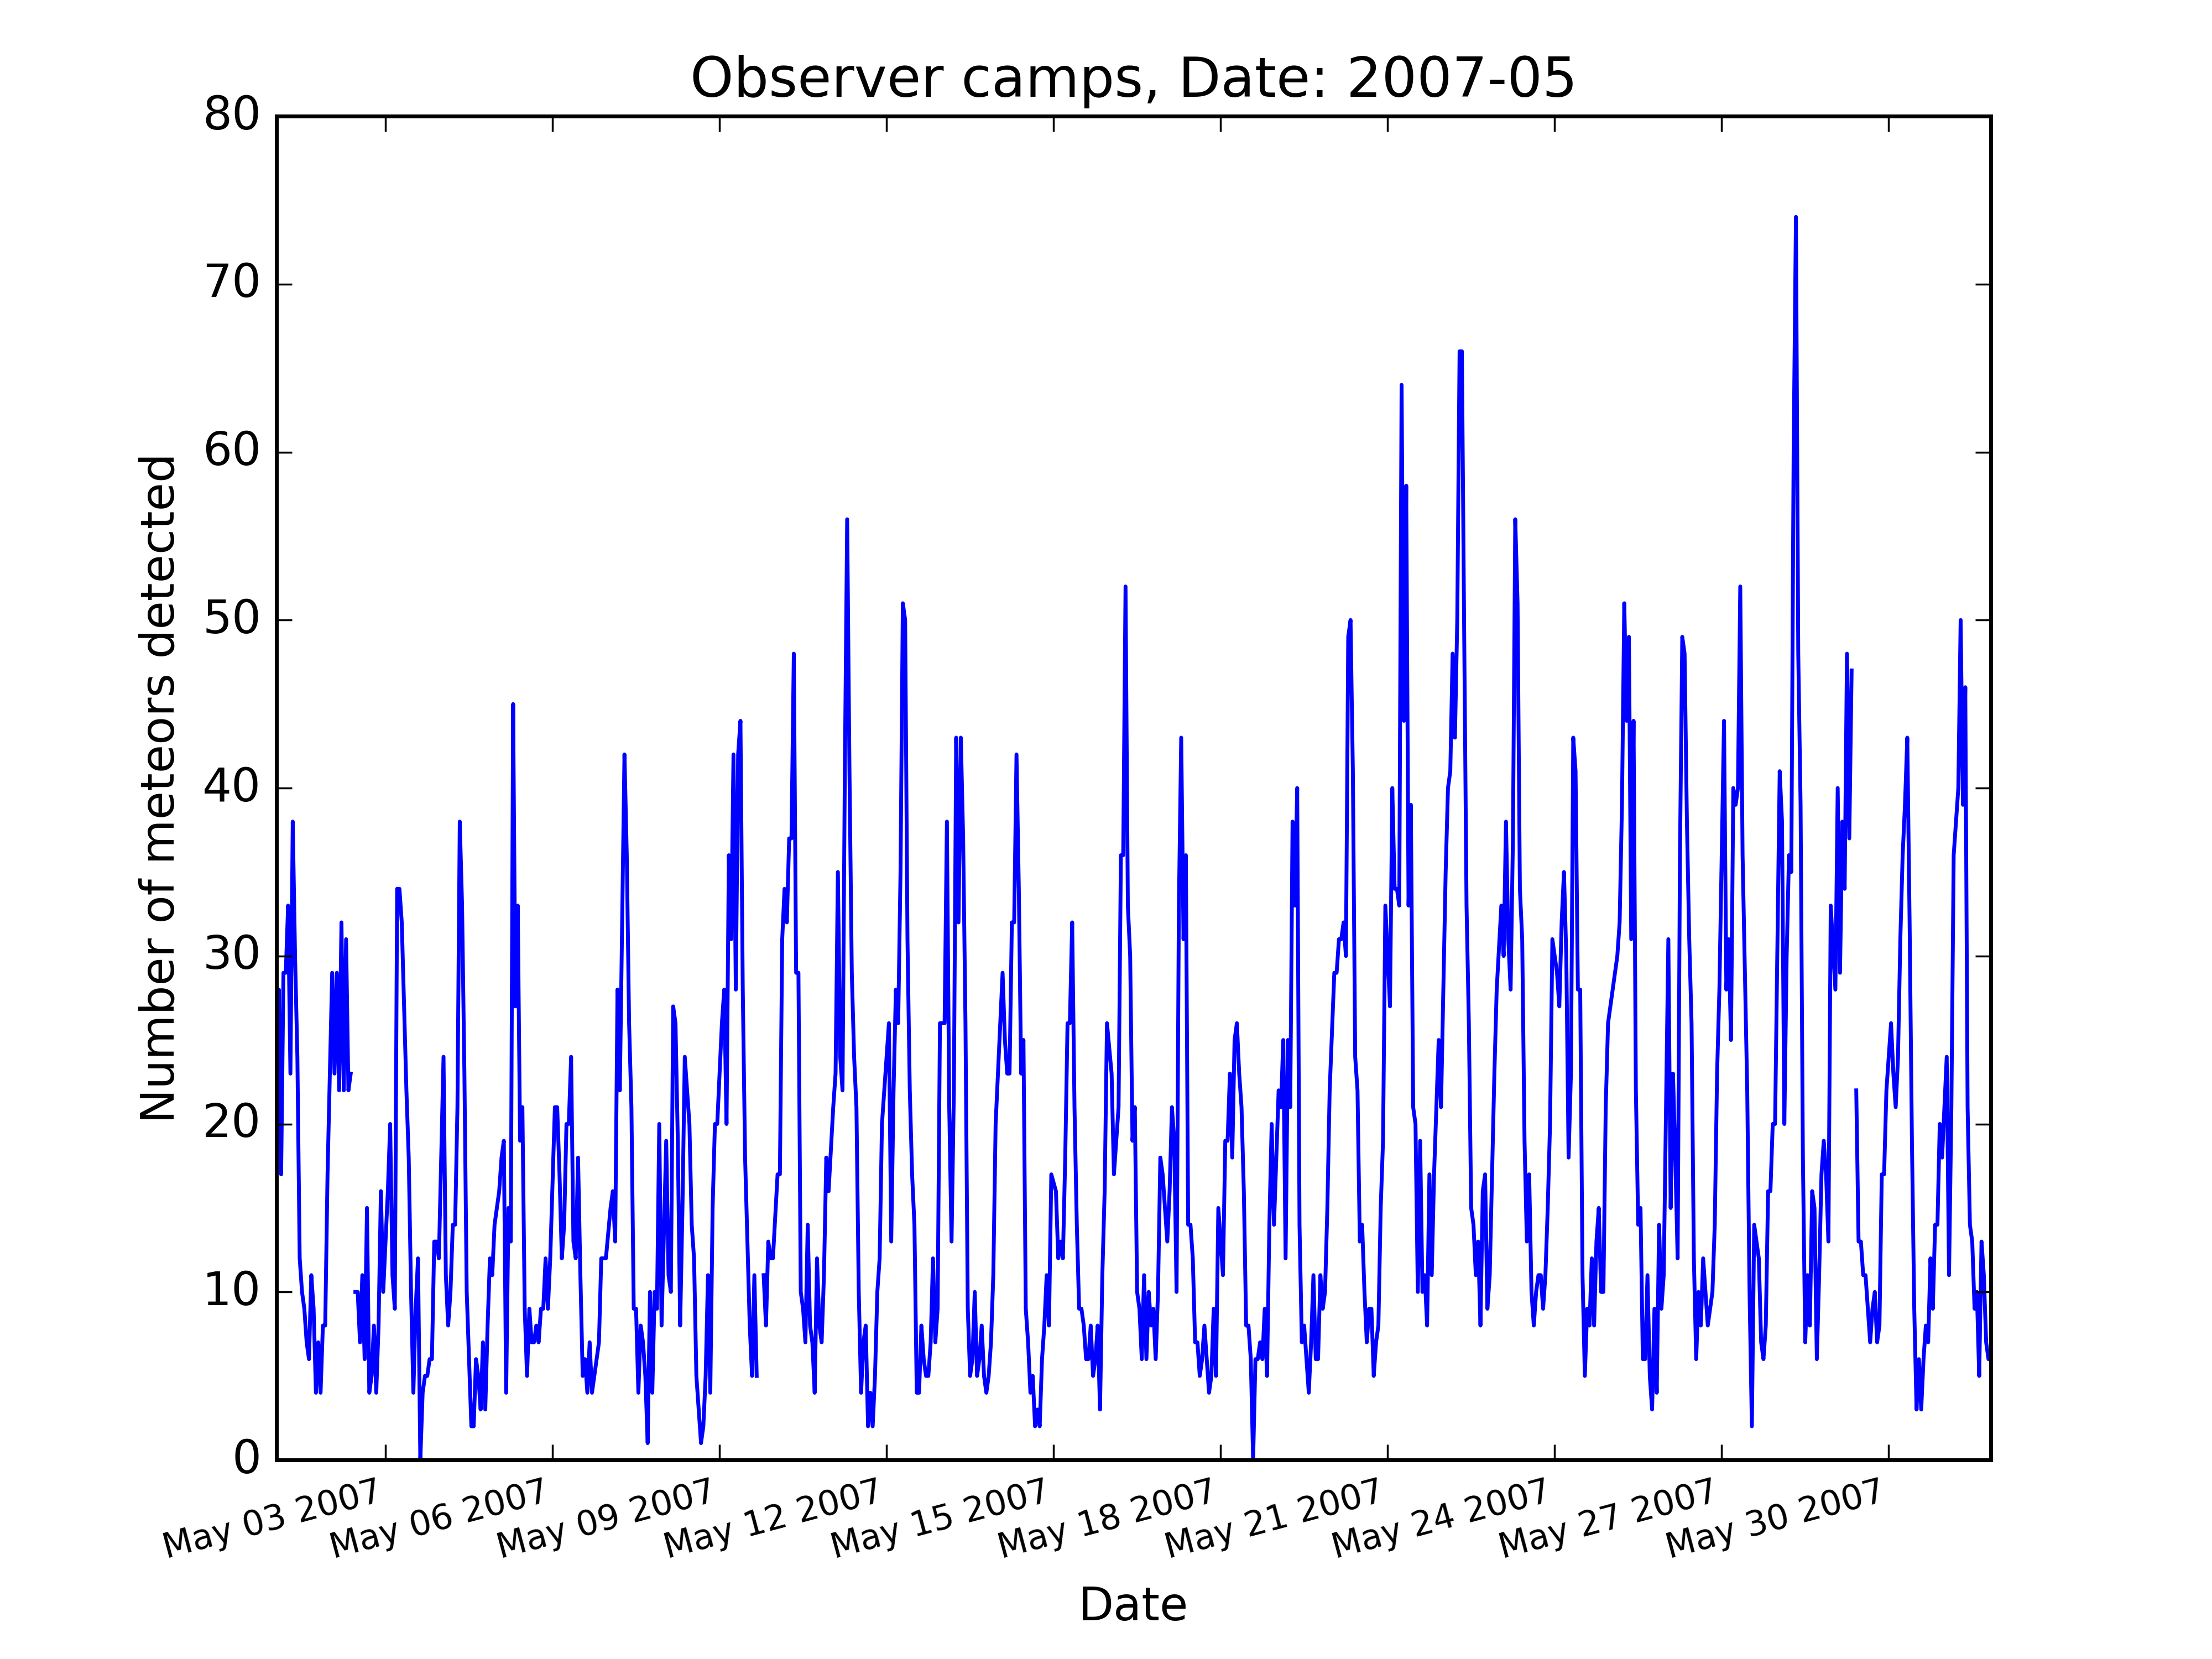 Observer camps, Date: 2007-05
80
70
60
50
40
30
20
10
0
Number of meteors detected
May 03 2007
May 06 2007
May 09 2007
May 12 2007
May 15 2007
May 18 2007
May 21 2007
May 24 2007
May 27 2007
May 30 2007
Date